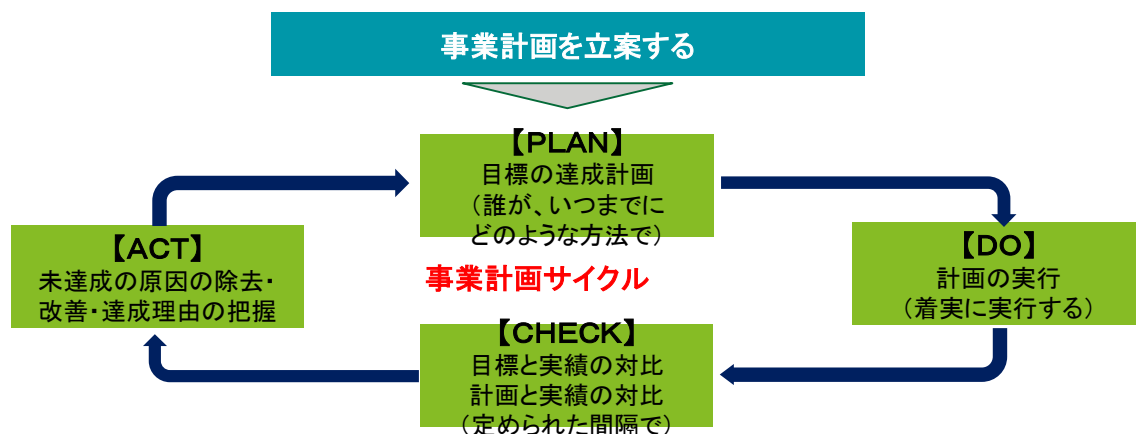 事業計画を立案する
【PLAN】
目標の達成計画
(誰が、いつまでに
どのような方法で)
【ACT】
未達成の原因の除去・
改善・達成理由の把握
事業計画サイクル
【DO】
計画の実行
(着実に実行する)
【CHECK】
目標と実績の対比
計画と実績の対比
(定められた間隔で)